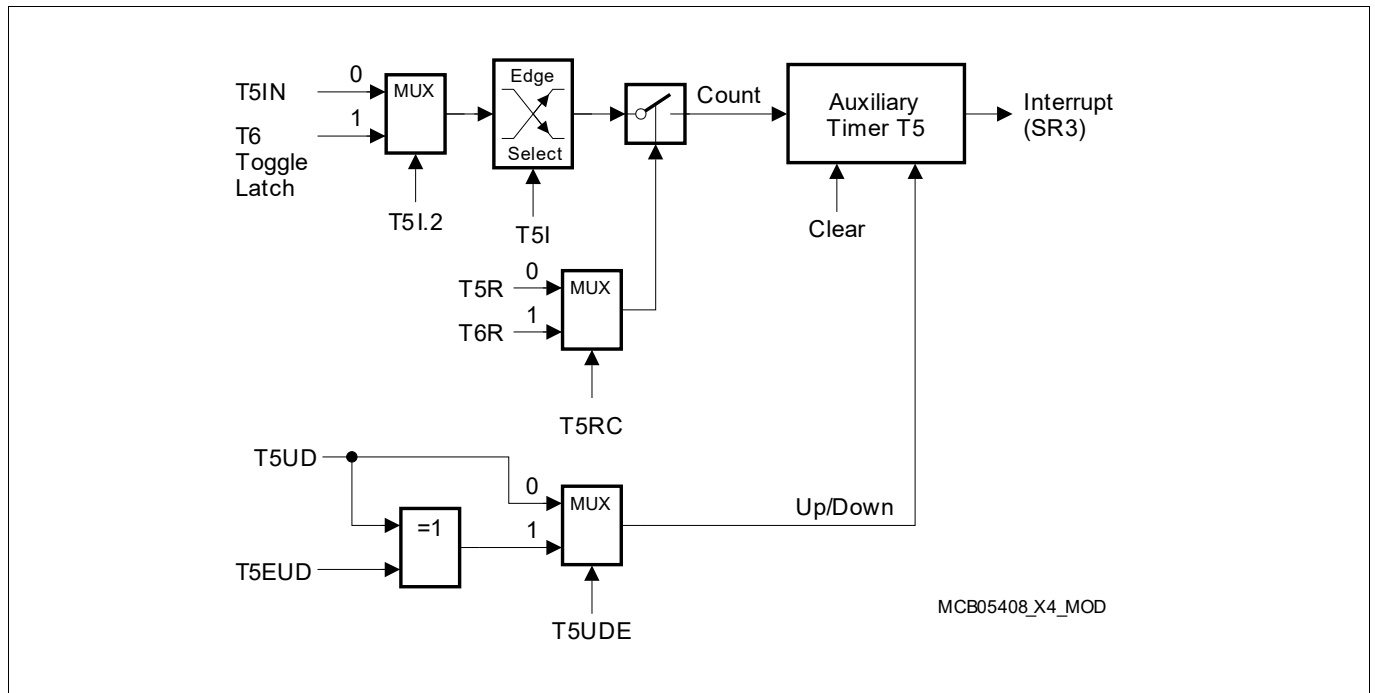 T5IN
0
MUX
T6
Toggle
Latch
1
T5I.2
Edge
Select
T5I
Count
Auxiliary
Timer T5
Interrupt
(SR3)
Clear
T5R
0
MUX
T6R
1
T5RC
T5UD
0
MUX
=1
1
T5EUD
Up/Down
T5UDE
MCB05408_X4_MOD